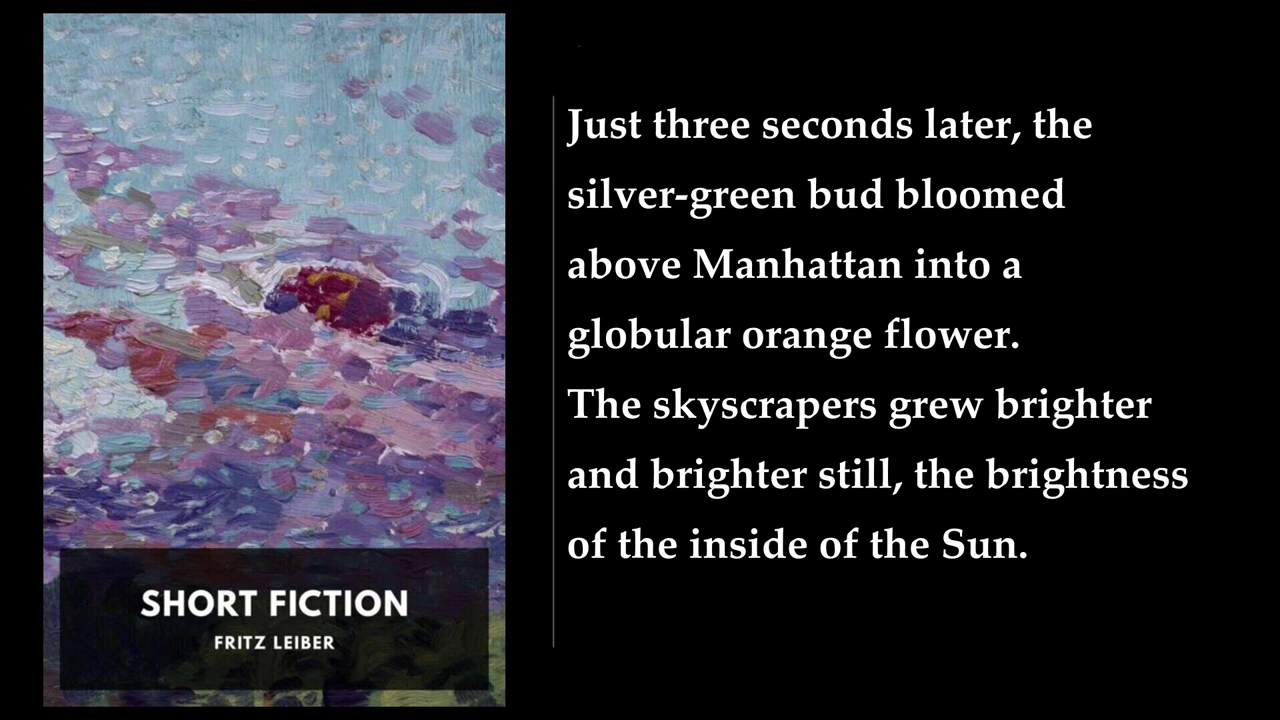 Just three seconds later, the
silver-green bud bloomed
above Manhattan into a
globular orange flower.
The skyscrapers grew brighter
and brighter still, the brightness
of the inside of the Sun.
SHORT FICTION
FRITZ LEIBER